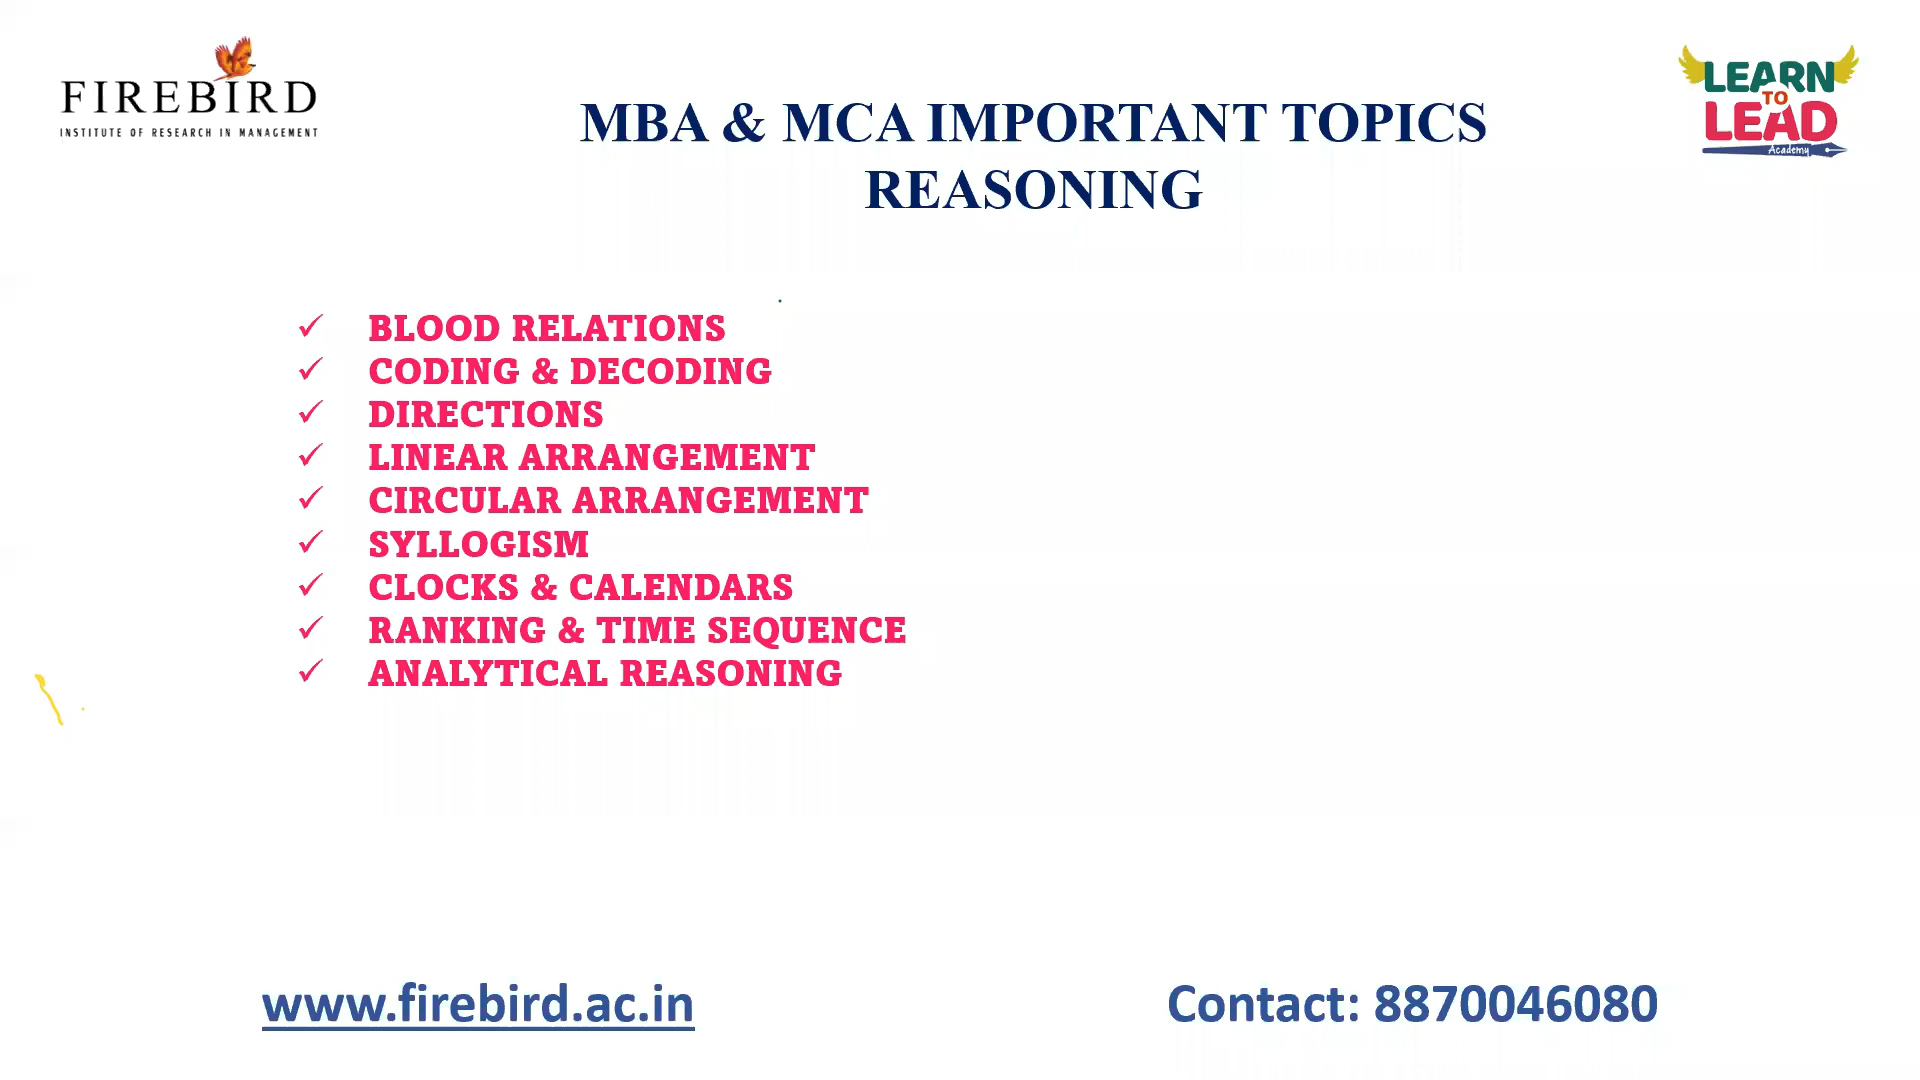 FIREBIRD
INSTITUTE OF RESEARCH IN MANAGEMENT
MBA & MCA IMPORTANT TOPICS
REASONING
LEARN
TO
LEAD
Academy
BLOOD RELATIONS
CODING & DECODING
DIRECTIONS
LINEAR ARRANGEMENT
CIRCULAR ARRANGEMENT
SYLLOGISM
CLOCKS & CALENDARS
RANKING & TIME SEQUENCE
ANALYTICAL REASONING
www.firebird.ac.in
Contact: 8870046080